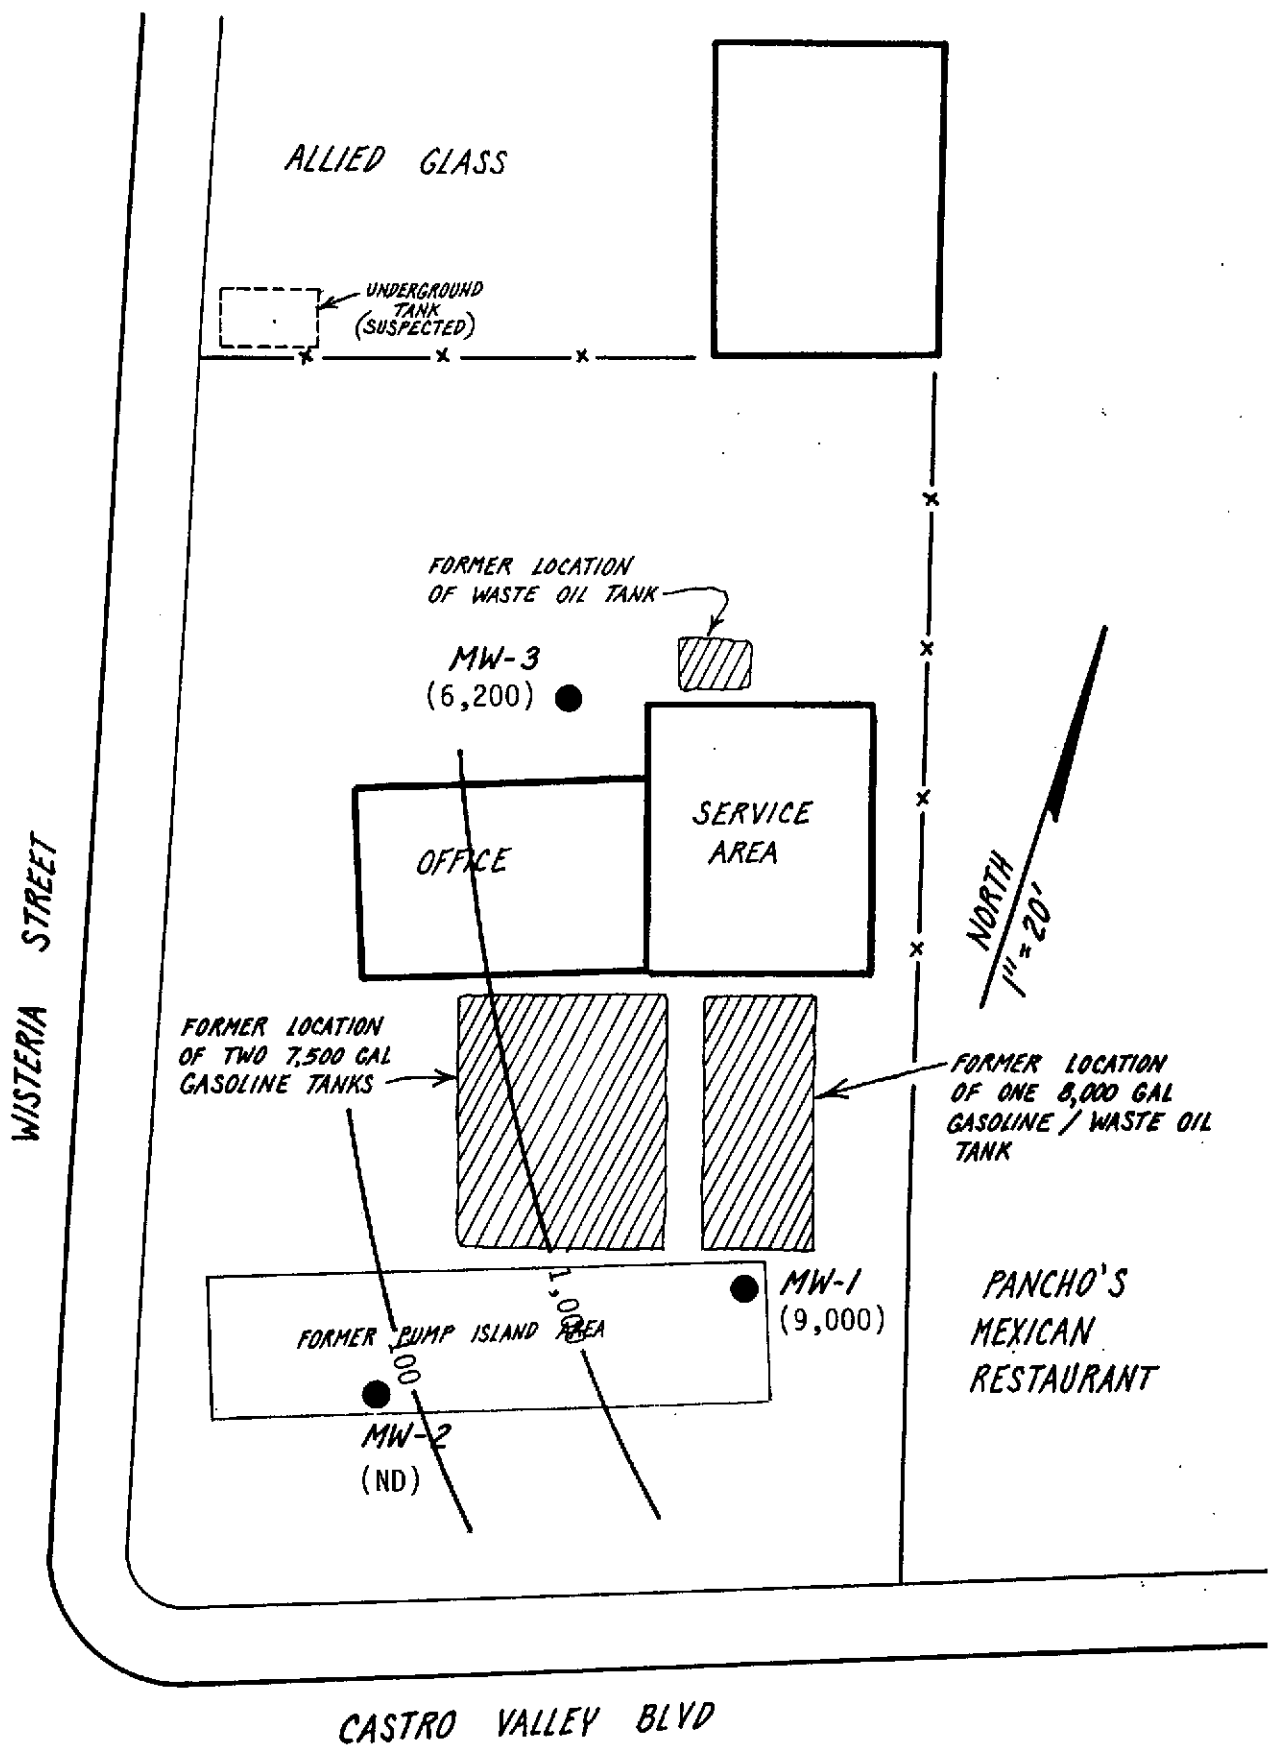 ALLIED GLASS
UNDERGROUND
TANK
(SUSPECTED)
FORMER LOCATION
OF WASTE OIL TANK
MW-3
(6,200)
SERVICE
AREA
OFFICE
NORTH
1" = 20'
WISTERIA STREET
FORMER LOCATION
OF TWO 7,500 GAL
GASOLINE TANKS
FORMER LOCATION
OF ONE 8,000 GAL
GASOLINE / WASTE OIL
TANK
MW-1
(9,000)
1,000
FORMER PUMP ISLAND AREA
100
MW-2
(ND)
PANCHO'S
MEXICAN
RESTAURANT
CASTRO VALLEY BLVD